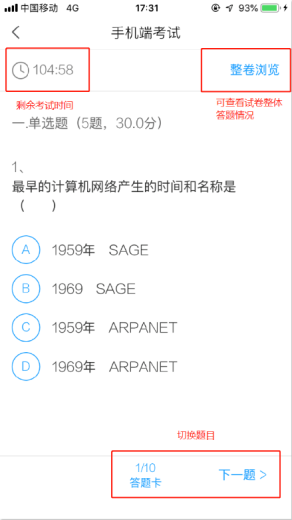 中国移动 4G 17:31 93%
手机端考试
104:58 整卷浏览
剩余考试时间
可查看试卷整体
答题情况
一.单选题（5题，30.0分）
1、
最早的计算机网络产生的时间和名称是
（ ）
A 1959年 SAGE
B 1969 SAGE
C 1959年 ARPANET
D 1969年 ARPANET
切换题目
1/10
答题卡
下一题 >